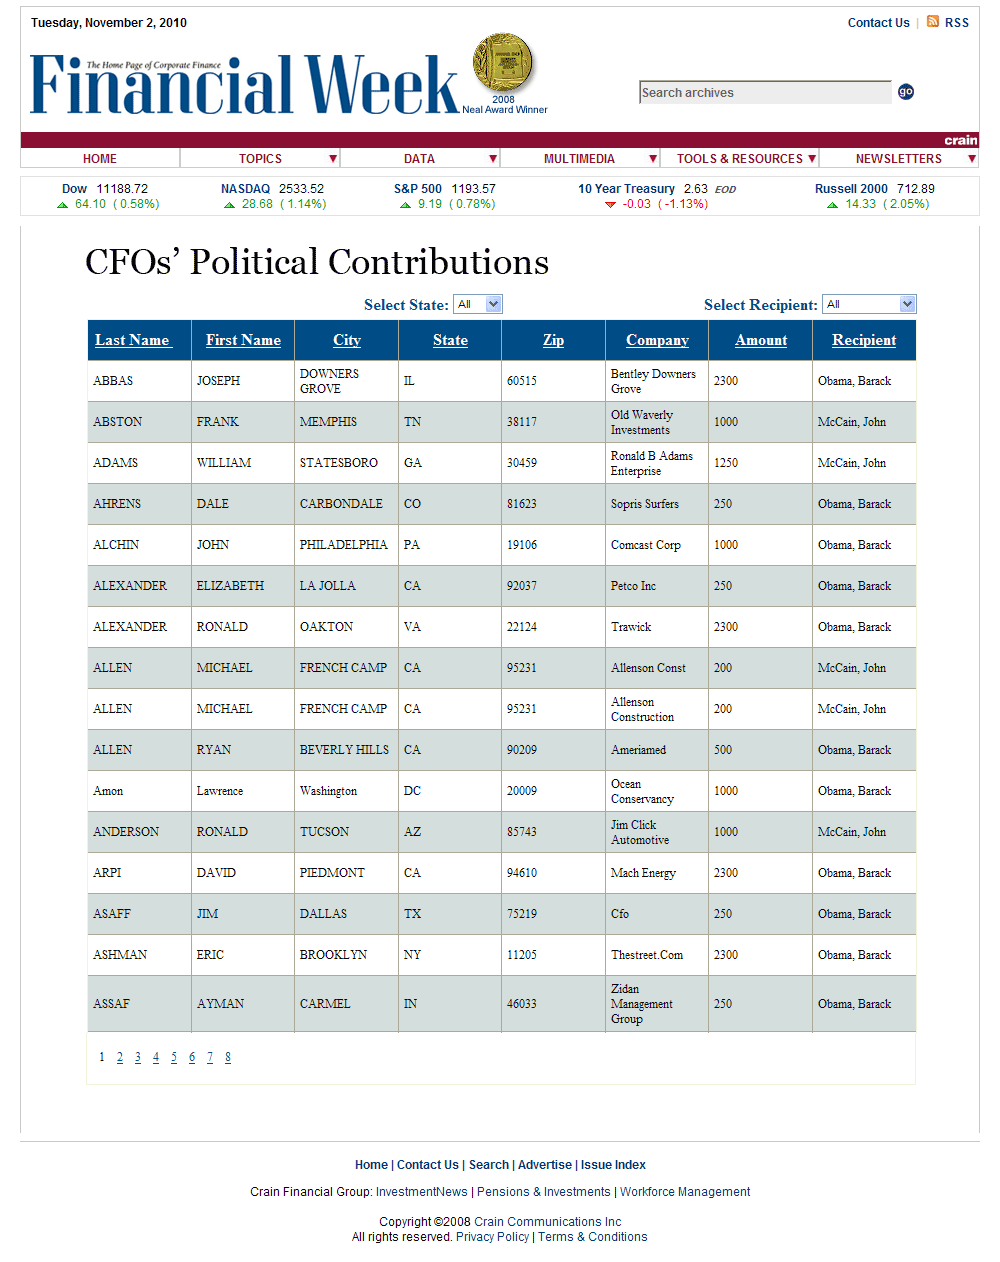 Tuesday, November 2, 2010
Contact Us | RSS
The Home Page of Corporate Finance
Financial Week
2008
Neal Award Winner
Search archives
go
crain
HOME TOPICS DATA MULTIMEDIA TOOLS & RESOURCES NEWSLETTERS
Dow 11188.72 NASDAQ 2533.52 S&P 500 1193.57 10 Year Treasury 2.63 EOD Russell 2000 712.89
64.10 (0.58%) 28.68 (1.14%) 9.19 (0.78%) -0.03 (-1.13%) 14.33 (2.05%)
CFOs’ Political Contributions
Select State: All Select Recipient: All
Last Name First Name City State Zip Company Amount Recipient
ABBAS JOSEPH DOWNERS GROVE IL 60515 Bentley Downers Grove 2300 Obama, Barack
ABSTON FRANK MEMPHIS TN 38117 Old Waverly Investments 1000 McCain, John
ADAMS WILLIAM STATESBORO GA 30459 Ronald B Adams Enterprise 1250 McCain, John
AHRENS DALE CARBONDALE CO 81623 Sopris Surfers 250 Obama, Barack
ALCHIN JOHN PHILADELPHIA PA 19106 Comcast Corp 1000 Obama, Barack
ALEXANDER ELIZABETH LA JOLLA CA 92037 Petco Inc 250 Obama, Barack
ALEXANDER RONALD OAKTON VA 22124 Trawick 2300 Obama, Barack
ALLEN MICHAEL FRENCH CAMP CA 95231 Allenson Const 200 McCain, John
ALLEN MICHAEL FRENCH CAMP CA 95231 Allenson Construction 200 McCain, John
ALLEN RYAN BEVERLY HILLS CA 90209 Ameriamed 500 Obama, Barack
Amon Lawrence Washington DC 20009 Ocean Conservancy 1000 Obama, Barack
ANDERSON RONALD TUCSON AZ 85743 Jim Click Automotive 1000 McCain, John
ARPI DAVID PIEDMONT CA 94610 Mach Energy 2300 Obama, Barack
ASAFF JIM DALLAS TX 75219 Cfo 250 Obama, Barack
ASHMAN ERIC BROOKLYN NY 11205 Thestreet.Com 2300 Obama, Barack
ASSAF AYMAN CARMEL IN 46033 Zidan Management Group 250 Obama, Barack
1 2 3 4 5 6 7 8
Home | Contact Us | Search | Advertise | Issue Index
Crain Financial Group: InvestmentNews | Pensions & Investments | Workforce Management
Copyright ©2008 Crain Communications Inc
All rights reserved. Privacy Policy | Terms & Conditions